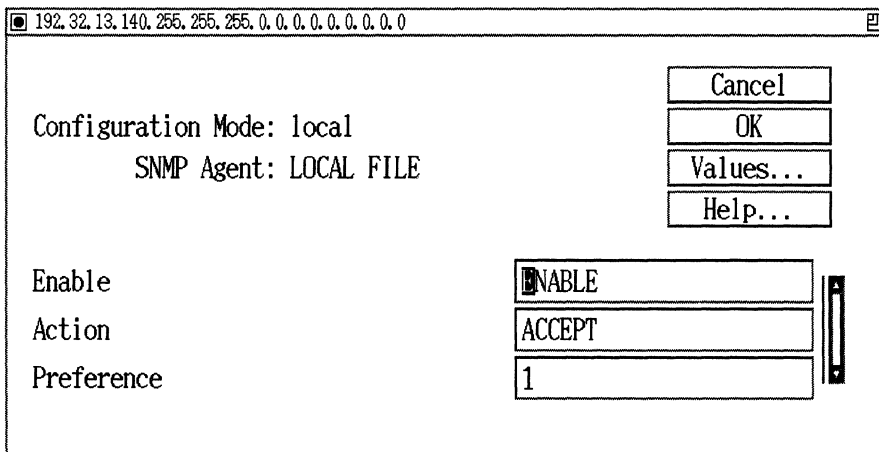 192.32.13.140.255.255.255.0.0.0.0.0.0.0.0.0
Cancel
Configuration Mode: local
OK
SNMP Agent: LOCAL FILE
Values...
Help...
Enable
ENABLE
Action
ACCEPT
Preference
1